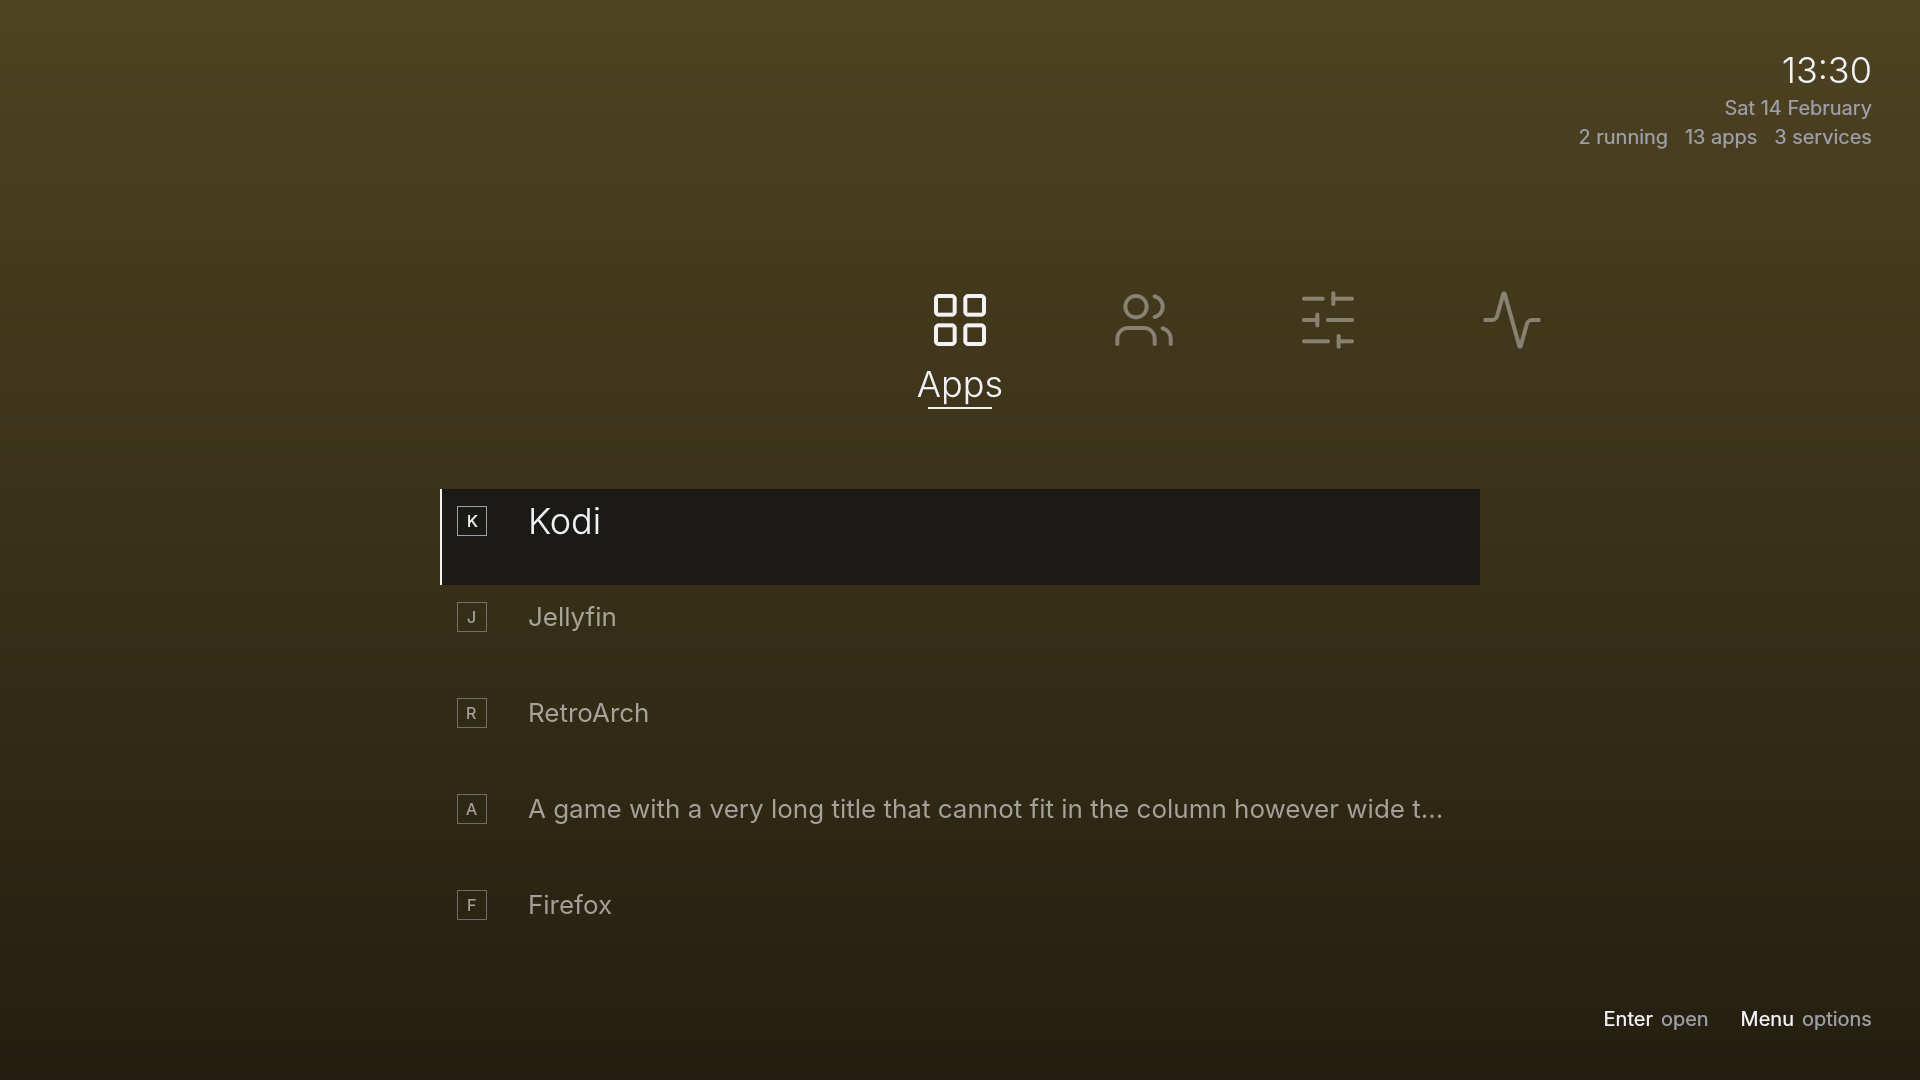 13:30
Sat 14 February
2 running 13 apps 3 services
Apps
K Kodi
J Jellyfin
R RetroArch
A A game with a very long title that cannot fit in the column however wide t...
F Firefox
Enter open Menu options